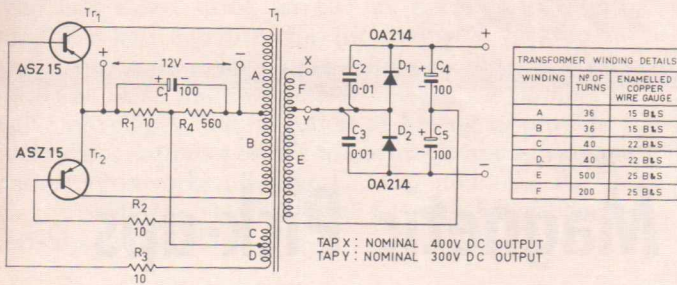 Tr1
T1
ASZ15
+
12V
−
+
−
C1
100
R1
10
R4
560
ASZ15
Tr2
R2
10
R3
10
A
B
C
D
X
F
Y
E
OA214
C2
0·01
D1
+
−
C4
100
C3
0·01
D2
+
−
C5
100
OA214
+
−
TAP X: NOMINAL 400V DC OUTPUT
TAP Y: NOMINAL 300V DC OUTPUT
TRANSFORMER WINDING DETAILS
WINDING Nº OF TURNS ENAMELLED COPPER WIRE GAUGE
A 36 15 B&S
B 36 15 B&S
C 40 22 B&S
D. 40 22 B&S
E 500 25 B&S
F 200 25 B&S